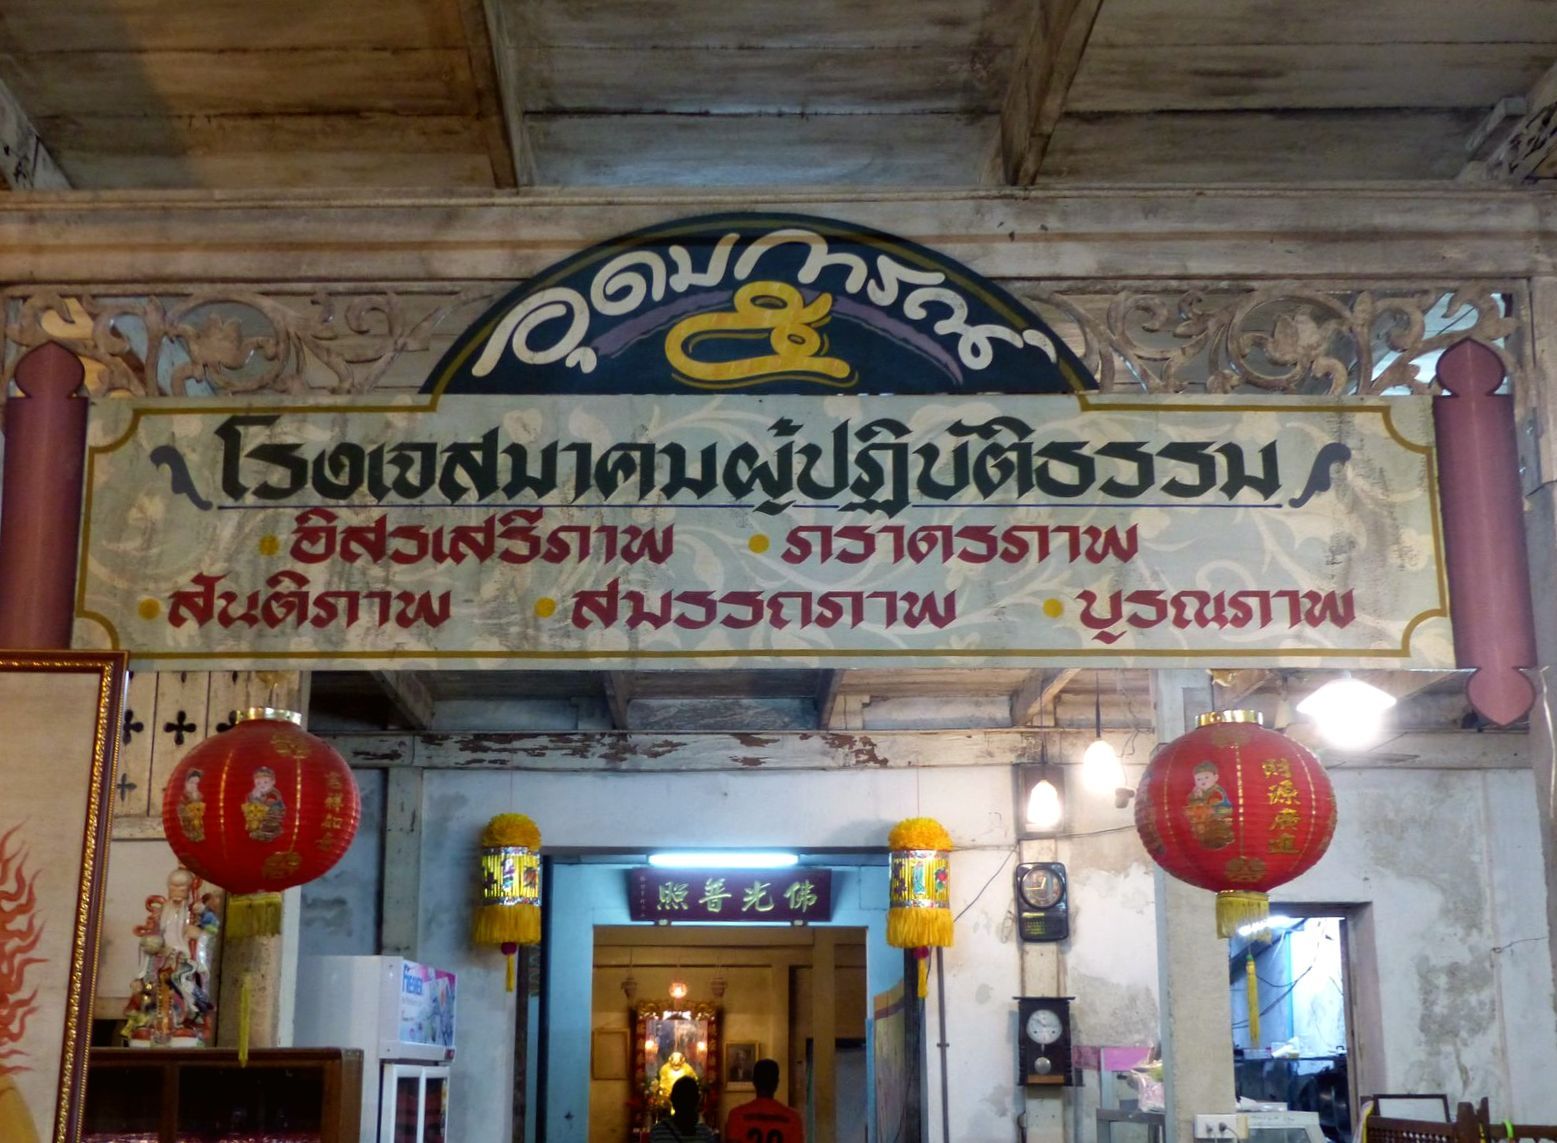 อุดมการณ์
๕
โรงเจสมาคมผู้ปฏิบัติธรรม
อิสรเสรีภาพ • ภราดรภาพ
สันติภาพ • สมรรถภาพ • บูรณภาพ
照普光佛